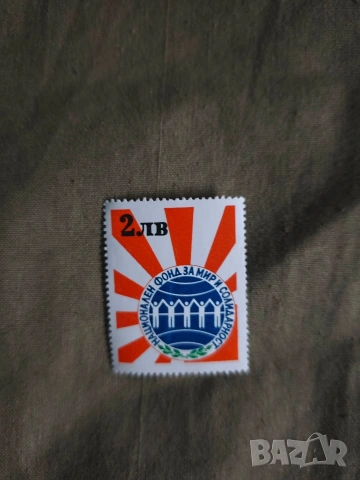 2лв
НАЦИОНАЛЕН ФОНД ЗА МИР И СОЛИДАРНОСТ
BAZAR